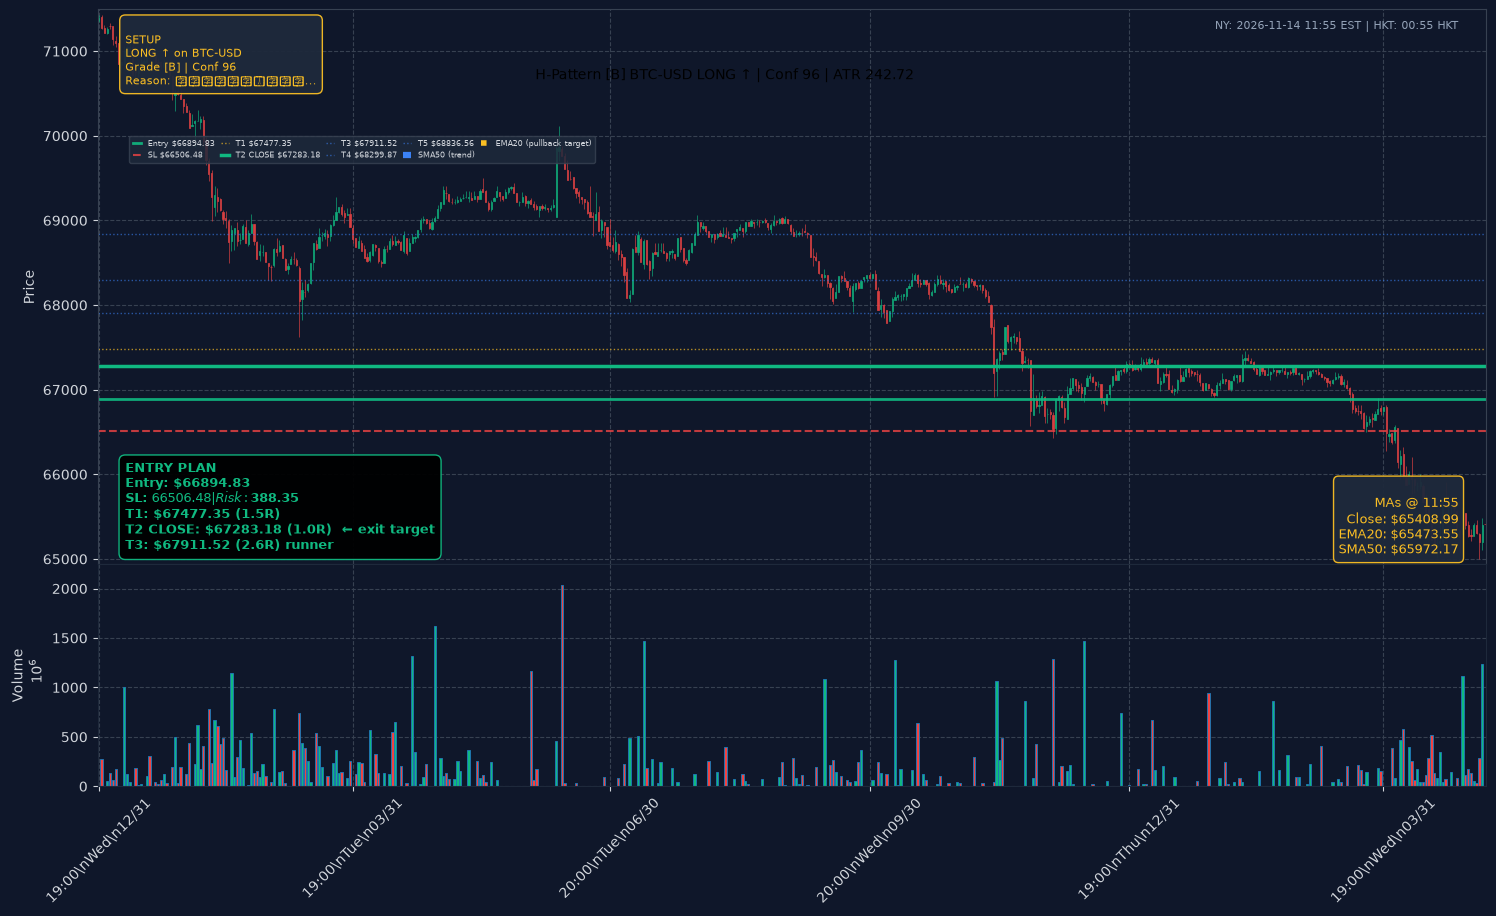 NY: 2026-11-14 11:55 EST | HKT: 00:55 HKT
SETUP
LONG ↑ on BTC-USD
Grade [B] | Conf 96
Reason:
H-Pattern [B] BTC-USD LONG ↑ | Conf 96 | ATR 242.72
Entry $66894.83 T1 $67477.35 T3 $67911.52 T5 $68836.56 EMA20 (pullback target)
SL $66506.48 T2 CLOSE $67283.18 T4 $68299.87 SMA50 (trend)
71000
70000
69000
68000
67000
66000
65000
Price
ENTRY PLAN
Entry: $66894.83
SL: 66506.48|Risk:388.35
T1: $67477.35 (1.5R)
T2 CLOSE: $67283.18 (1.0R) ← exit target
T3: $67911.52 (2.6R) runner
MAs @ 11:55
Close: $65408.99
EMA20: $65473.55
SMA50: $65972.17
2000
1500
1000
500
0
Volume
10⁶
19:00\nWed\n12/31
19:00\nTue\n03/31
20:00\nTue\n06/30
20:00\nWed\n09/30
19:00\nThu\n12/31
19:00\nWed\n03/31